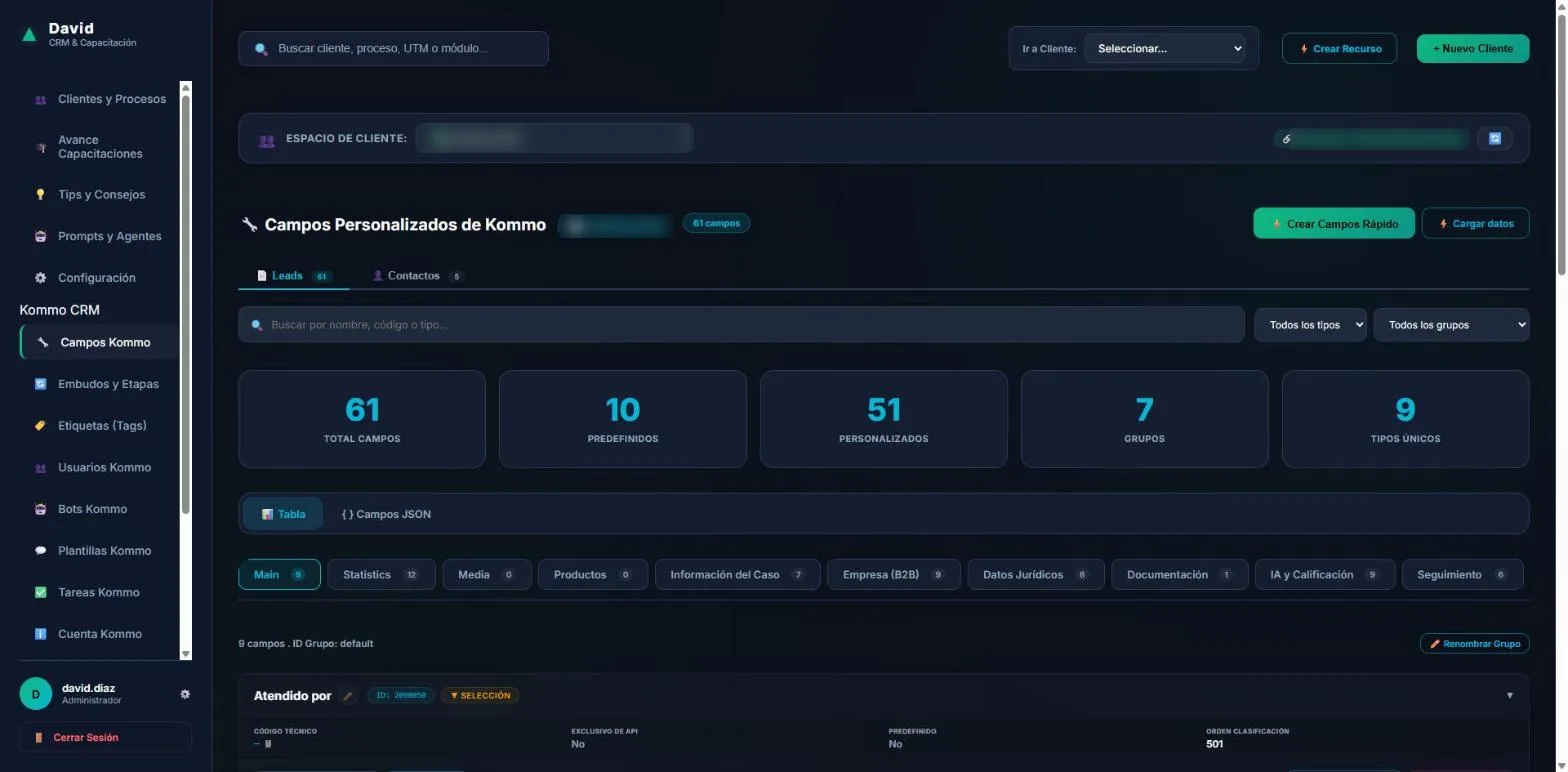 David
CRM & Capacitación
Buscar cliente, proceso, UTM o módulo...
Ir a Cliente: Seleccionar...
Crear Recurso
+ Nuevo Cliente
Clientes y Procesos
Avance
Capacitaciones
Tips y Consejos
Prompts y Agentes
Configuración
Kommo CRM
Campos Kommo
Embudos y Etapas
Etiquetas (Tags)
Usuarios Kommo
Bots Kommo
Plantillas Kommo
Tareas Kommo
Cuenta Kommo
D
david.diaz
Administrador
Cerrar Sesión
ESPACIO DE CLIENTE:
Campos Personalizados de Kommo
61 campos
Crear Campos Rápido
Cargar datos
Leads 61
Contactos 5
Buscar por nombre, código o tipo...
Todos los tipos
Todos los grupos
61
TOTAL CAMPOS
10
PREDEFINIDOS
51
PERSONALIZADOS
7
GRUPOS
9
TIPOS ÚNICOS
Tabla
{ } Campos JSON
Main 9
Statistics 12
Media 0
Productos 0
Información del Caso 7
Empresa (B2B) 9
Datos Jurídicos 8
Documentación 1
IA y Calificación 9
Seguimiento 6
9 campos . ID Grupo: default
Renombrar Grupo
Atendido por
ID: 2098050
▼ SELECCIÓN
▼
CÓDIGO TÉCNICO
–
EXCLUSIVO DE API
No
PREDEFINIDO
No
ORDEN CLASIFICACIÓN
501